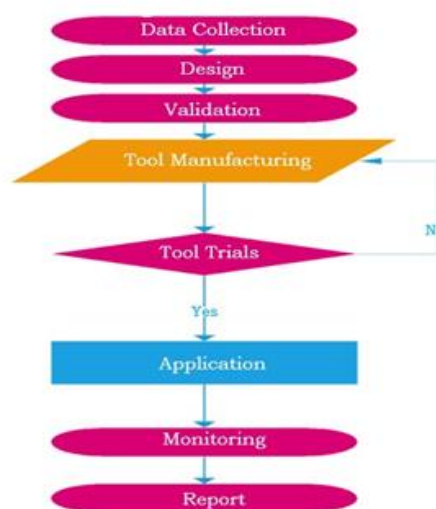 Data Collection
Design
Validation
Tool Manufacturing
Tool Trials
Yes
Application
Monitoring
Report